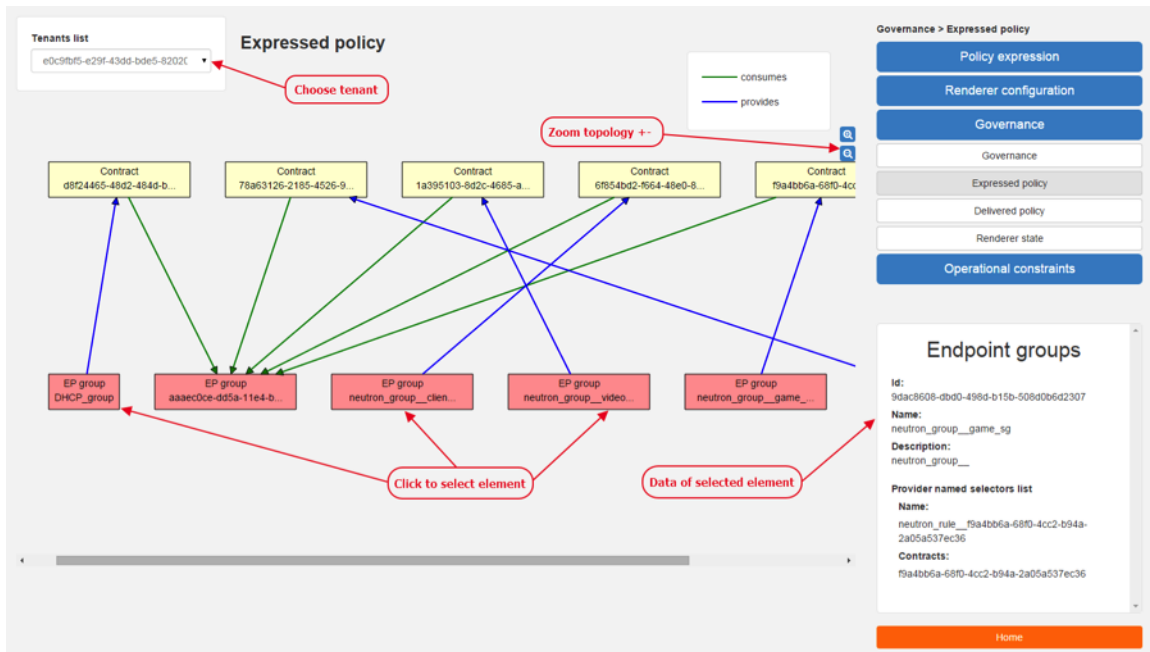 Tenants list
e0c9fbf5-e29f-43dd-bde5-8202(
Expressed policy
Choose tenant
consumes
provides
Zoom topology +-
Contract
d8f24465-48d2-484d-b...
Contract
78a63126-2185-4526-9...
Contract
1a395103-8d2c-4685-a...
Contract
6f854bd2-f664-48e0-8...
Contract
f9a4bb6a-68f0-4cc
EP group
DHCP_group
EP group
aaaec0ce-dd5a-11e4-b...
EP group
neutron_group__clien...
EP group
neutron_group__video...
EP group
neutron_group__game_...
Click to select element
Data of selected element
Governance > Expressed policy
Policy expression
Renderer configuration
Governance
Governance
Expressed policy
Delivered policy
Renderer state
Operational constraints
Endpoint groups
Id:
9dac8608-dbd0-498d-b15b-508d0b6d2307
Name:
neutron_group__game_sg
Description:
neutron_group__
Provider named selectors list
Name:
neutron_rule__f9a4bb6a-68f0-4cc2-b94a-
2a05a537ec36
Contracts:
f9a4bb6a-68f0-4cc2-b94a-2a05a537ec36
Home